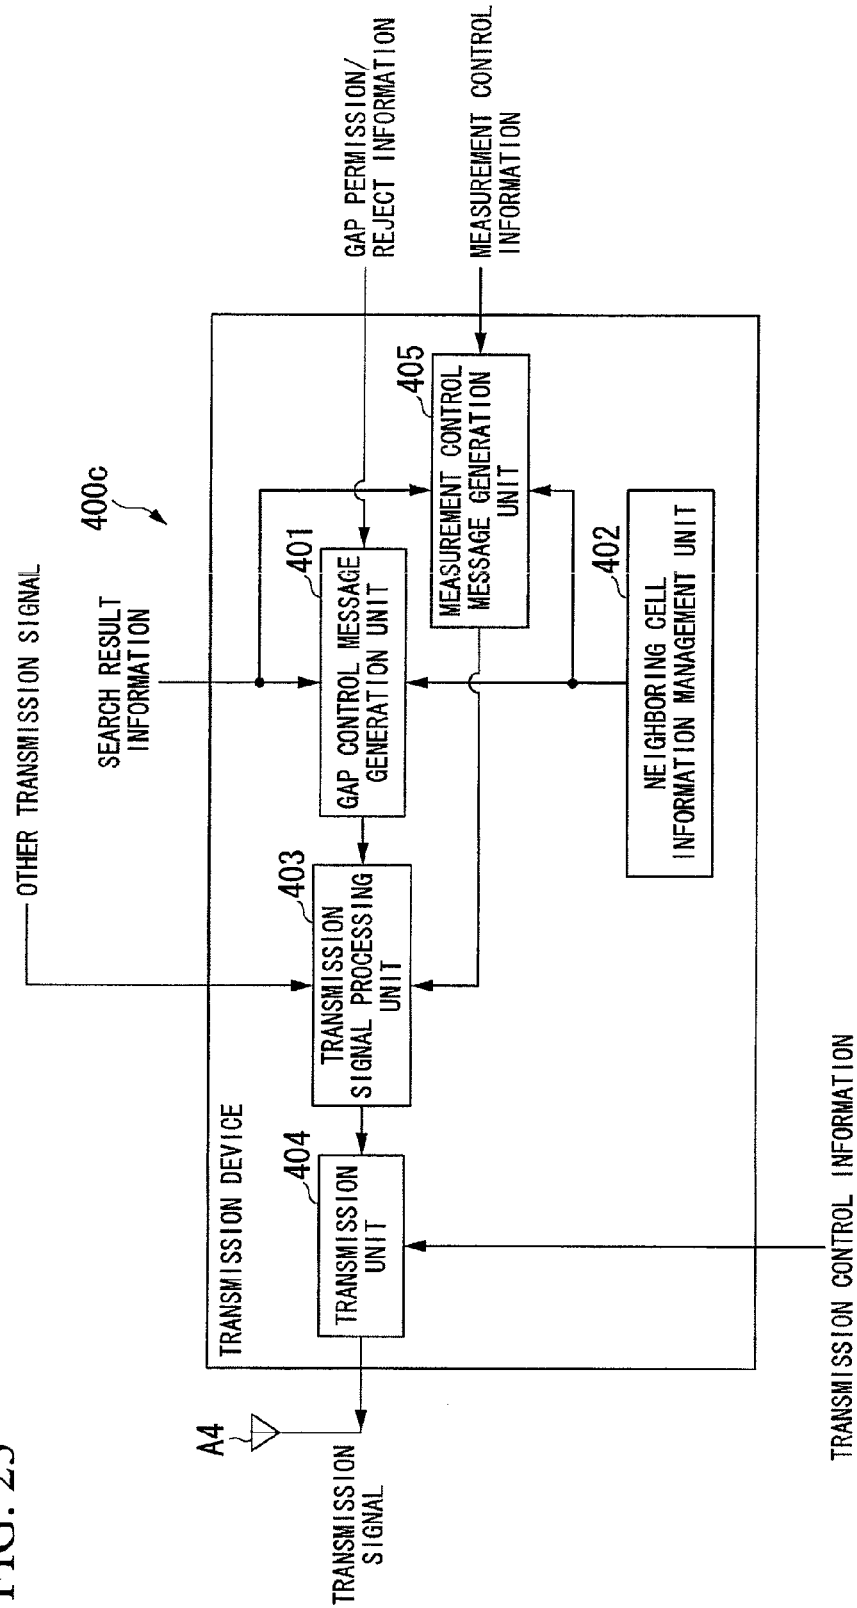 400c
OTHER TRANSMISSION SIGNAL
SEARCH RESULT
INFORMATION
GAP PERMISSION/
REJECT INFORMATION
MEASUREMENT CONTROL
INFORMATION
TRANSMISSION DEVICE
A4
TRANSMISSION
SIGNAL
404
TRANSMISSION
UNIT
403
TRANSMISSION
SIGNAL PROCESSING
UNIT
401
GAP CONTROL MESSAGE
GENERATION UNIT
405
MEASUREMENT CONTROL
MESSAGE GENERATION
UNIT
402
NEIGHBORING CELL
INFORMATION MANAGEMENT UNIT
TRANSMISSION CONTROL INFORMATION